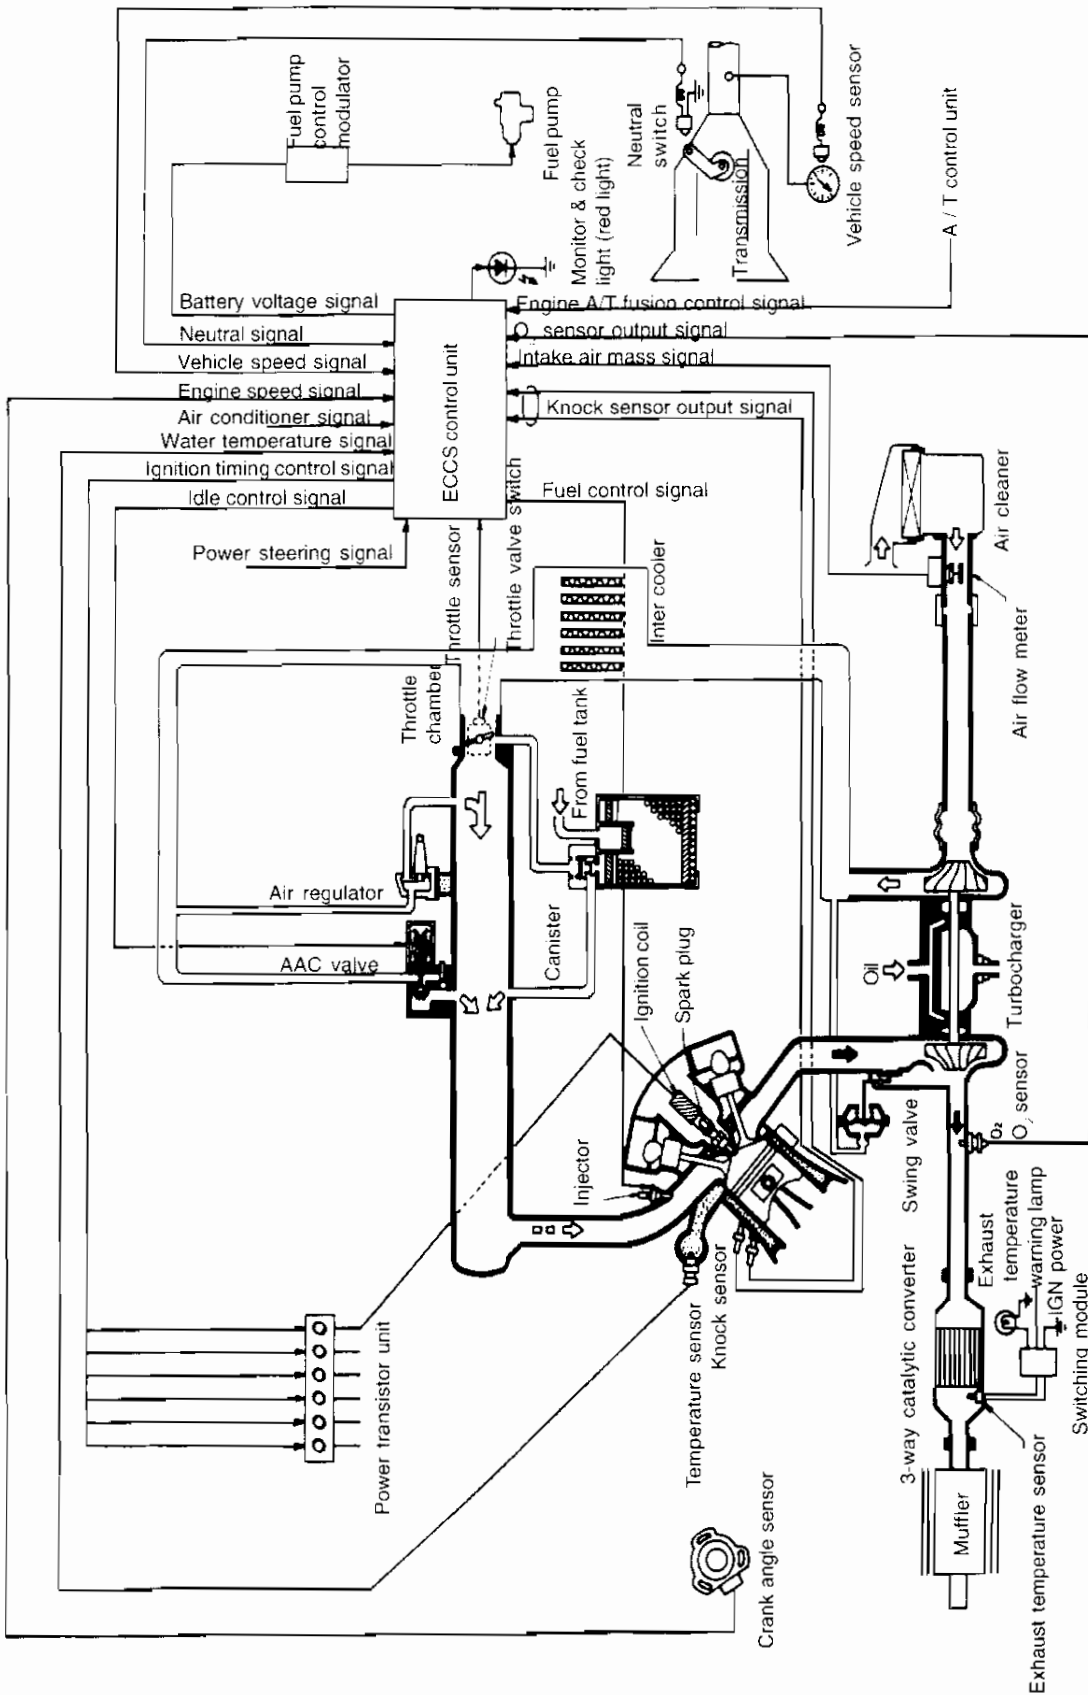 Fuel pump
control
modulator
Fuel pump
Monitor & check
light (red light)
Neutral
switch
Transmission
Vehicle speed sensor
A / T control unit
Battery voltage signal
Neutral signal
Vehicle speed signal
Engine speed signal
Air conditioner signal
Water temperature signal
Ignition timing control signal
Idle control signal
Power steering signal
ECCS control unit
Engine A/T fusion control signal
O₂ sensor output signal
Intake air mass signal
Knock sensor output signal
Fuel control signal
Throttle sensor
Throttle valve switch
Throttle
chamber
Inter cooler
Air cleaner
Air flow meter
From fuel tank
Air regulator
AAC valve
Canister
Ignition coil
Spark plug
Injector
Oil
Turbocharger
O₂ sensor
O₂
Swing valve
Power transistor unit
Temperature sensor
Knock sensor
Crank angle sensor
3-way catalytic converter
Exhaust
temperature
warning lamp
IGN power
Switching module
Muffler
Exhaust temperature sensor